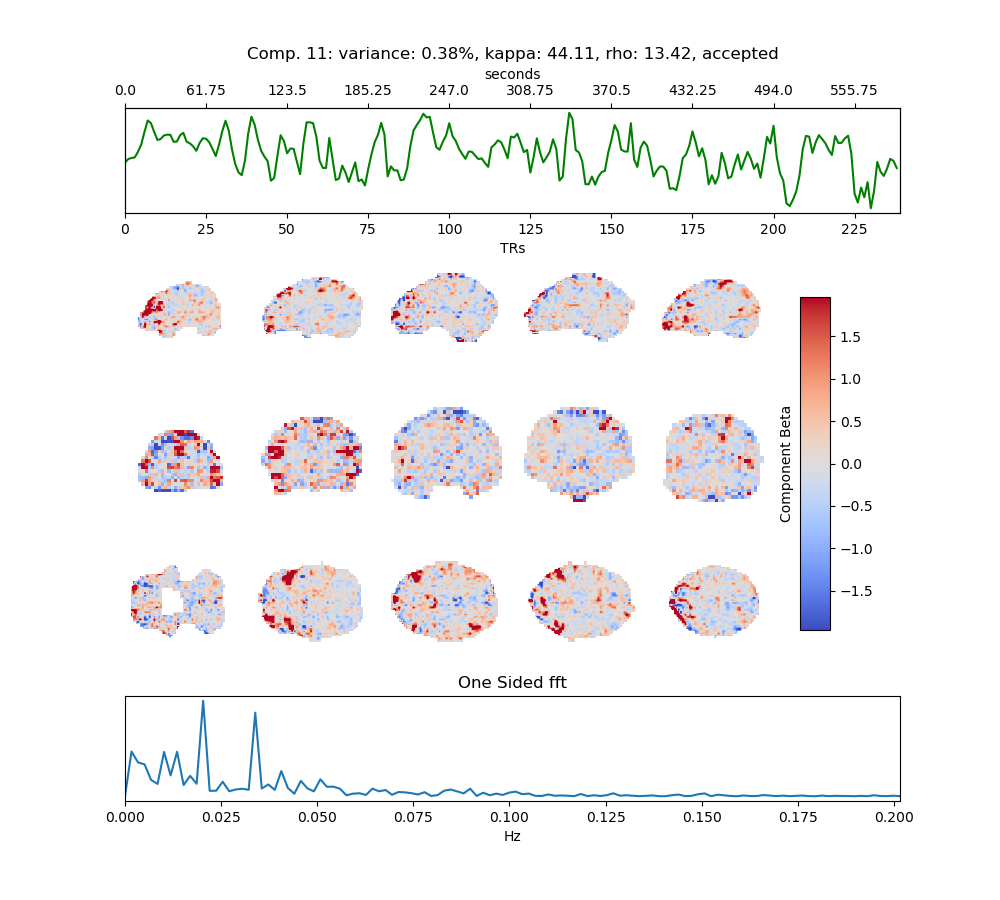 Comp. 11: variance: 0.38%, kappa: 44.11, rho: 13.42, accepted
seconds
0.0 61.75 123.5 185.25 247.0 308.75 370.5 432.25 494.0 555.75
0 25 50 75 100 125 150 175 200 225
TRs
1.5
1.0
0.5
0.0
−0.5
−1.0
−1.5
Component Beta
One Sided fft
0.000 0.025 0.050 0.075 0.100 0.125 0.150 0.175 0.200
Hz